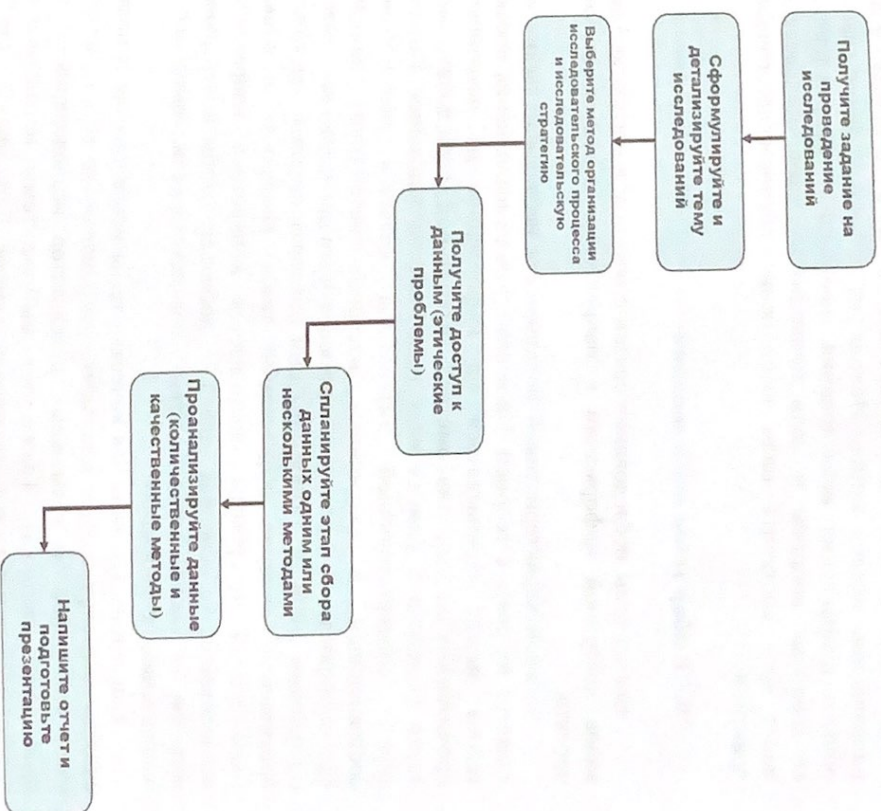 Получите задание на
проведение
исследований
Сформулируйте и
детализируйте тему
исследований
Выберите метод организации
исследовательского процесса
и исследовательскую
стратегию
Получите доступ к
данным (этические
проблемы)
Спланируйте этап сбора
данных одним или
несколькими методами
Проанализируйте данные
(количественные и
качественные методы)
Напишите отчет и
подготовьте
презентацию